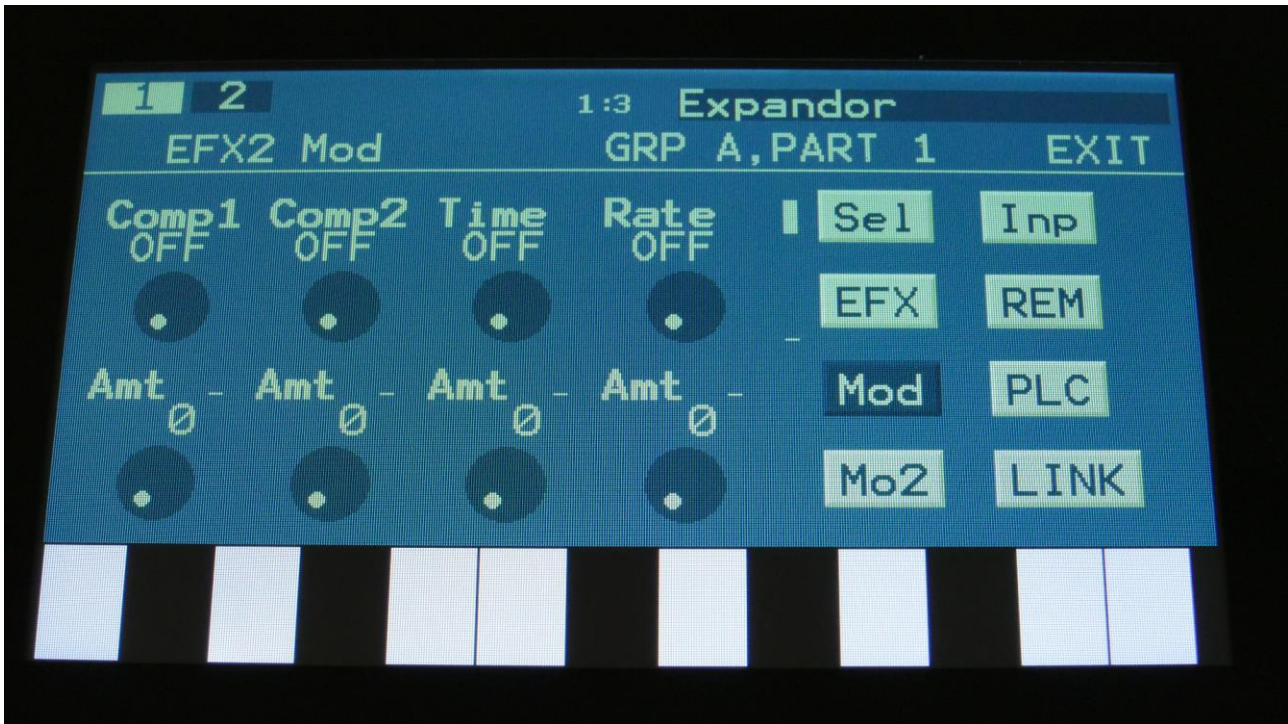 1 2 1:3 Expandor
EFX2 Mod GRP A,PART 1 EXIT
Comp1 Comp2 Time Rate Sel Inp
OFF OFF OFF OFF
EFX REM
Amt Amt Amt Amt Mod PLC
0 0 0 0
Mo2 LINK